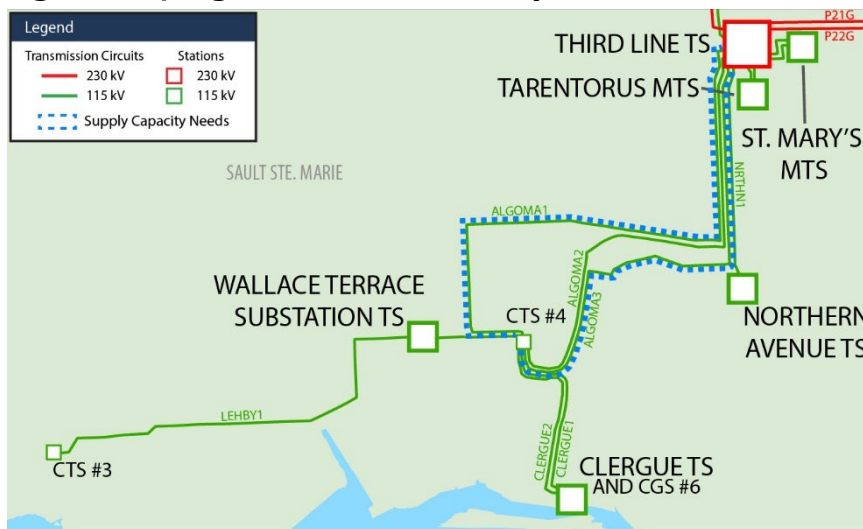 Legend
Transmission Circuits
Stations
230 kV
230 kV
115 kV
115 kV
Supply Capacity Needs
P21G
P22G
THIRD LINE TS
TARENTORUS MTS
ST. MARY'S
MTS
SAULT STE. MARIE
NRTHN1
ALGOMA1
ALGOMA2
ALGOMA3
WALLACE TERRACE
SUBSTATION TS
CTS #4
NORTHERN
AVENUE TS
LEHBY1
CTS #3
CLERGUE2
CLERGUE1
CLERGUE TS
AND CGS #6